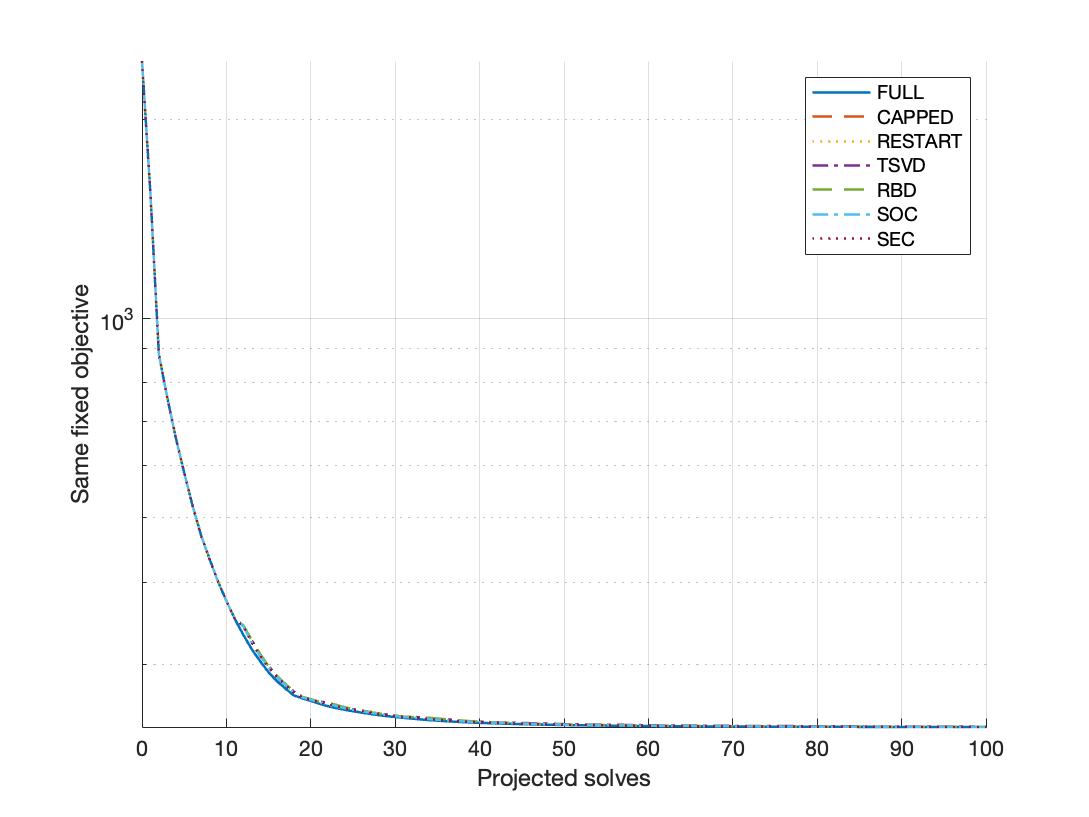 FULL
CAPPED
RESTART
TSVD
RBD
SOC
SEC
Same fixed objective
10³
0 10 20 30 40 50 60 70 80 90 100
Projected solves